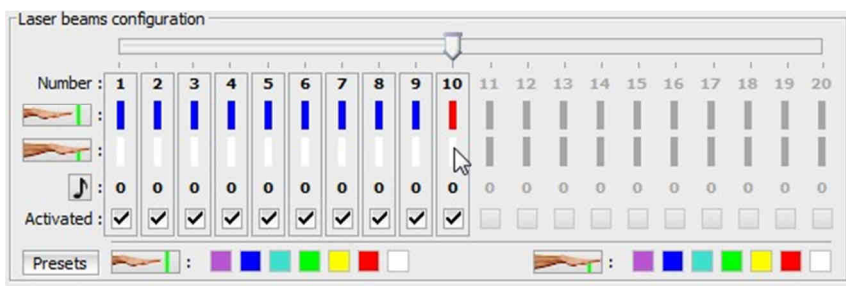 Laser beams configuration
Number : 1 2 3 4 5 6 7 8 9 10 11 12 13 14 15 16 17 18 19 20
:
:
♪ : 0 0 0 0 0 0 0 0 0 0 0 0 0 0 0 0 0 0 0 0
Activated :
Presets : :